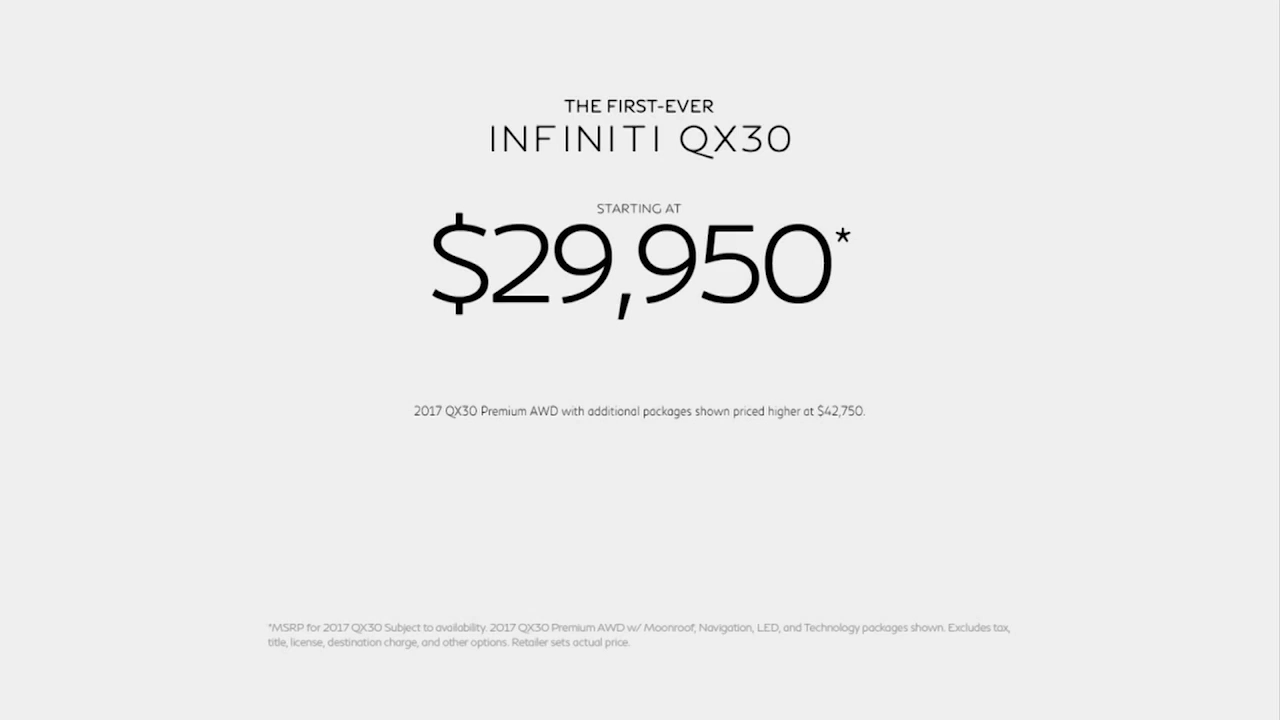 THE FIRST-EVER
INFINITI QX30
STARTING AT
$29,950*
2017 QX30 Premium AWD with additional packages shown priced higher at $42,750.
*MSRP for 2017 QX30 Subject to availability. 2017 QX30 Premium AWD w/ Moonroof, Navigation, LED, and Technology packages shown. Excludes tax,
title, license, destination charge, and other options. Retailer sets actual price.